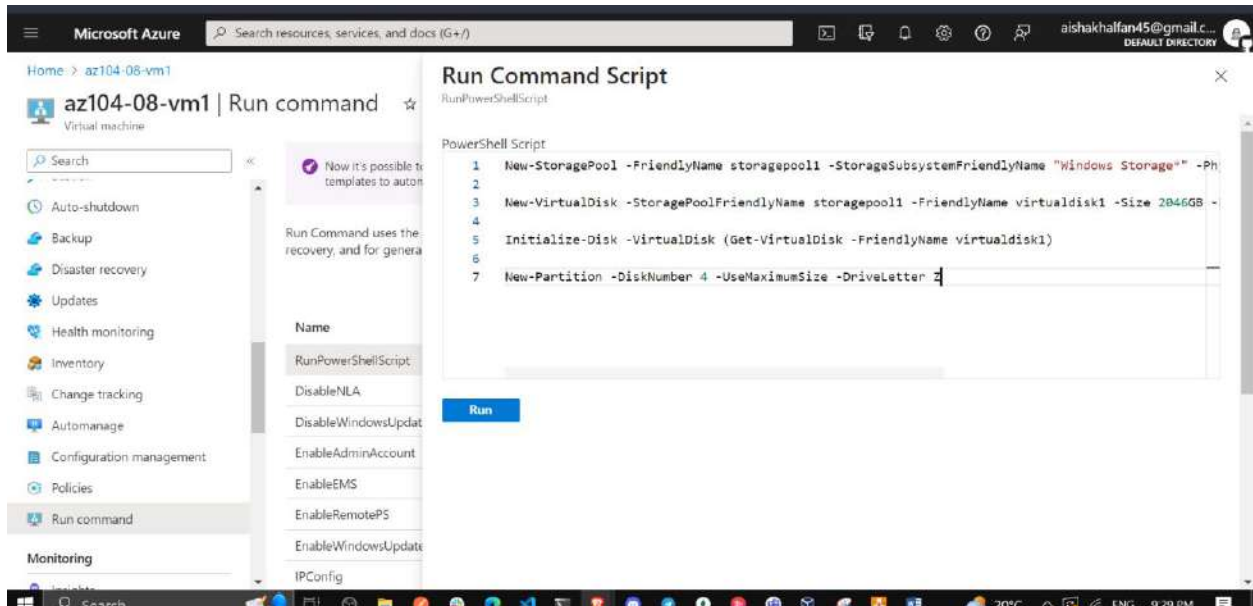 Microsoft Azure
Search resources, services, and docs (G+/)
aishakhalfan45@gmail.c...
DEFAULT DIRECTORY
Home > az104-08-vm1
az104-08-vm1 | Run command
Virtual machine
Search
Auto-shutdown
Backup
Disaster recovery
Updates
Health monitoring
Inventory
Change tracking
Automanage
Configuration management
Policies
Run command
Monitoring
Now it's possible t
templates to autom
Run Command uses the
recovery, and for genera
Name
RunPowerShellScript
DisableNLA
DisableWindowsUpdat
EnableAdminAccount
EnableEMS
EnableRemotePS
EnableWindowsUpdate
IPConfig
Run Command Script
RunPowerShellScript
PowerShell Script
1 New-StoragePool -FriendlyName storagepool1 -StorageSubsystemFriendlyName "Windows Storage*" -Ph
2
3 New-VirtualDisk -StoragePoolFriendlyName storagepool1 -FriendlyName virtualdisk1 -Size 2046GB -
4
5 Initialize-Disk -VirtualDisk (Get-VirtualDisk -FriendlyName virtualdisk1)
6
7 New-Partition -DiskNumber 4 -UseMaximumSize -DriveLetter Z
Run
Search
20°C ENG 9:29 PM